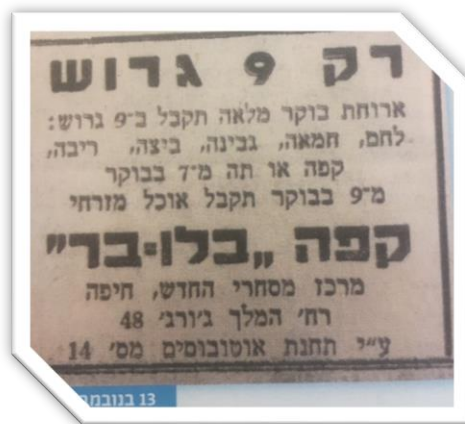 רק 9 גרוש
ארוחת בוקר מלאה תקבל ב־9 גרוש:
לחם, חמאה, גבינה, ביצה, ריבה,
קפה או תה מ־7 בבוקר
מ־9 בבוקר תקבל אוכל מזרחי
קפה „בלו-בר"
מרכז מסחרי החדש, חיפה
רח' המלך ג'ורג' 48
ע"י תחנת אוטובוסים מס' 14
13